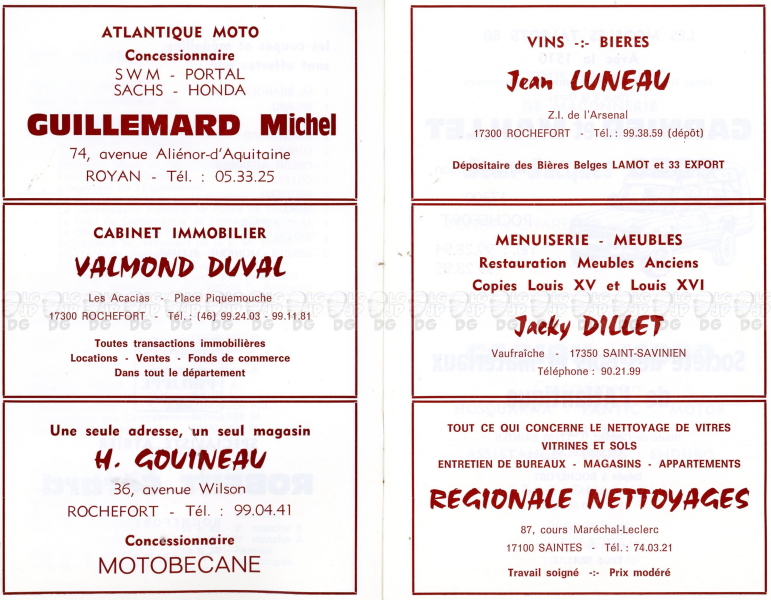 ATLANTIQUE MOTO
Concessionnaire
SWM - PORTAL
SACHS - HONDA
GUILLEMARD Michel
74, avenue Aliénor-d'Aquitaine
ROYAN - Tél. : 05.33.25
CABINET IMMOBILIER
VALMOND DUVAL
Les Acacias - Place Piquemouche
17300 ROCHEFORT - Tél. : (46) 99.24.03 - 99.11.81
Toutes transactions immobilières
Locations - Ventes - Fonds de commerce
Dans tout le département
Une seule adresse, un seul magasin
H. GOUINEAU
36, avenue Wilson
ROCHEFORT - Tél. : 99.04.41
Concessionnaire
MOTOBECANE
VINS -:- BIERES
Jean LUNEAU
Z.I. de l'Arsenal
17300 ROCHEFORT - Tél. : 99.38.59 (dépôt)
Dépositaire des Bières Belges LAMOT et 33 EXPORT
MENUISERIE - MEUBLES
Restauration Meubles Anciens
Copies Louis XV et Louis XVI
Jacky DILLET
Vaufraîche - 17350 SAINT-SAVINIEN
Téléphone : 90.21.99
TOUT CE QUI CONCERNE LE NETTOYAGE DE VITRES
VITRINES ET SOLS
ENTRETIEN DE BUREAUX - MAGASINS - APPARTEMENTS
REGIONALE NETTOYAGES
87, cours Maréchal-Leclerc
17100 SAINTES - Tél. : 74.03.21
Travail soigné -:- Prix modéré